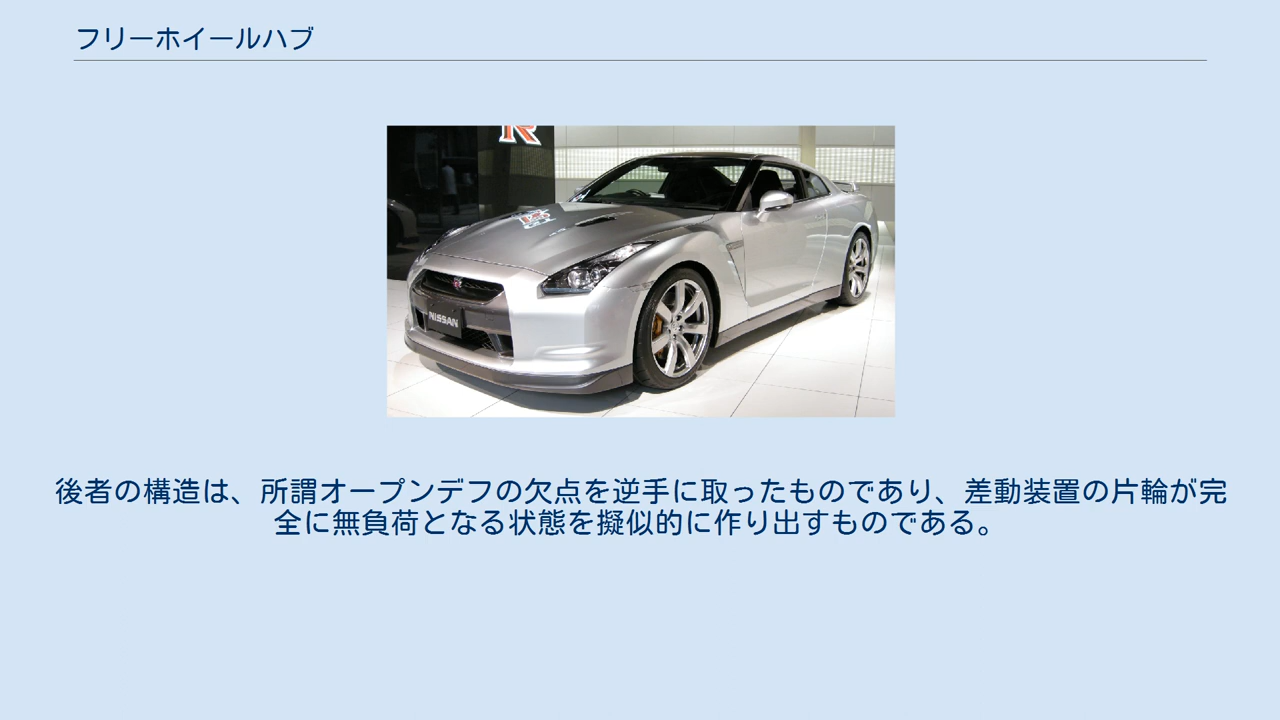 フリーホイールハブ
R
NISSAN
後者の構造は、所謂オープンデフの欠点を逆手に取ったものであり、差動装置の片輪が完
全に無負荷となる状態を擬似的に作り出すものである。